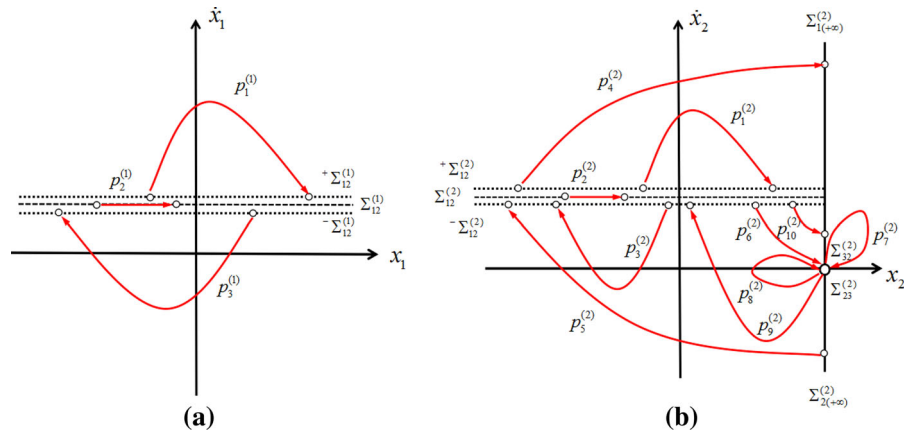 ẋ₁
p₁⁽¹⁾
p₂⁽¹⁾
⁺Σ₁₂⁽¹⁾
Σ₁₂⁽¹⁾
⁻Σ₁₂⁽¹⁾
x₁
p₃⁽¹⁾
(a)
ẋ₂
Σ₁₍₊∞₎⁽²⁾
p₄⁽²⁾
p₁⁽²⁾
⁺Σ₁₂⁽²⁾
p₂⁽²⁾
Σ₁₂⁽²⁾
⁻Σ₁₂⁽²⁾
p₃⁽²⁾
p₆⁽²⁾
p₁₀⁽²⁾
p₇⁽²⁾
Σ₃₂⁽²⁾
x₂
Σ₂₃⁽²⁾
p₈⁽²⁾
p₅⁽²⁾
p₉⁽²⁾
Σ₂₍₊∞₎⁽²⁾
(b)